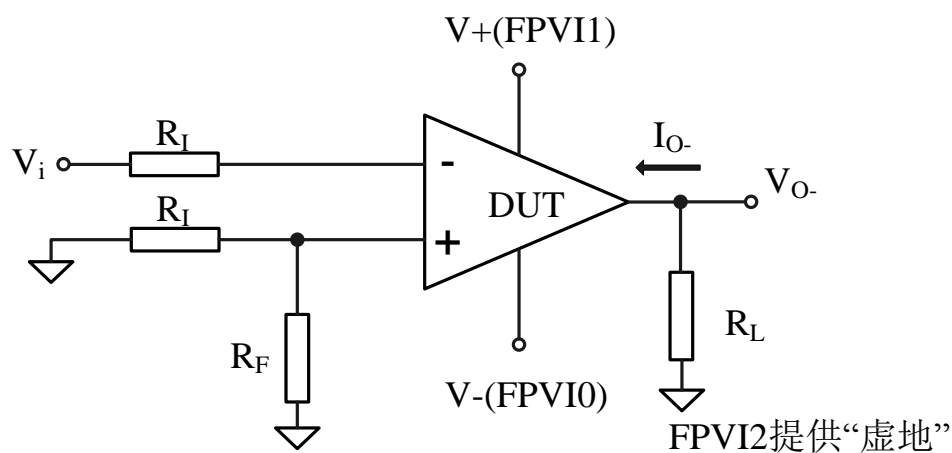 V+(FPVI1)
R_I
V_i
-
I_O-
DUT
V_O-
R_I
+
R_F
R_L
V-(FPVI0)
FPVI2提供“虚地”